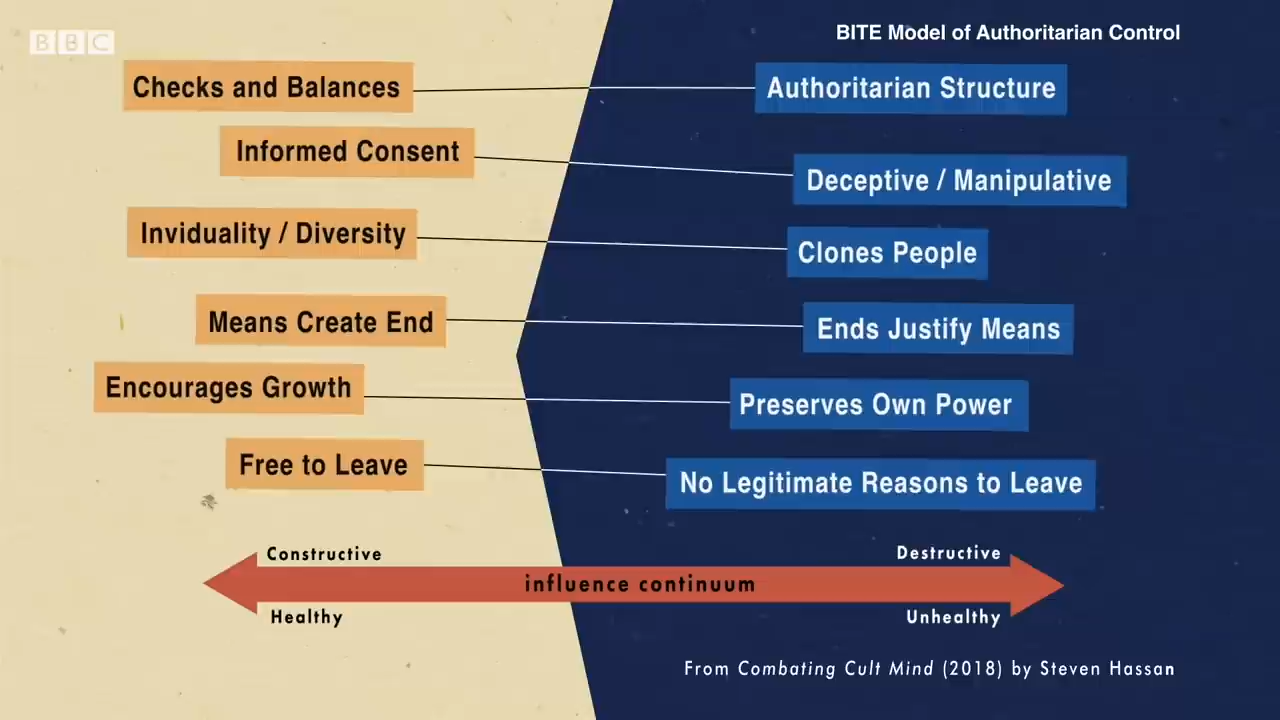 BBC
BITE Model of Authoritarian Control
Checks and Balances
Authoritarian Structure
Informed Consent
Deceptive / Manipulative
Inviduality / Diversity
Clones People
Means Create End
Ends Justify Means
Encourages Growth
Preserves Own Power
Free to Leave
No Legitimate Reasons to Leave
Constructive
Destructive
influence continuum
Healthy
Unhealthy
From Combating Cult Mind (2018) by Steven Hassan